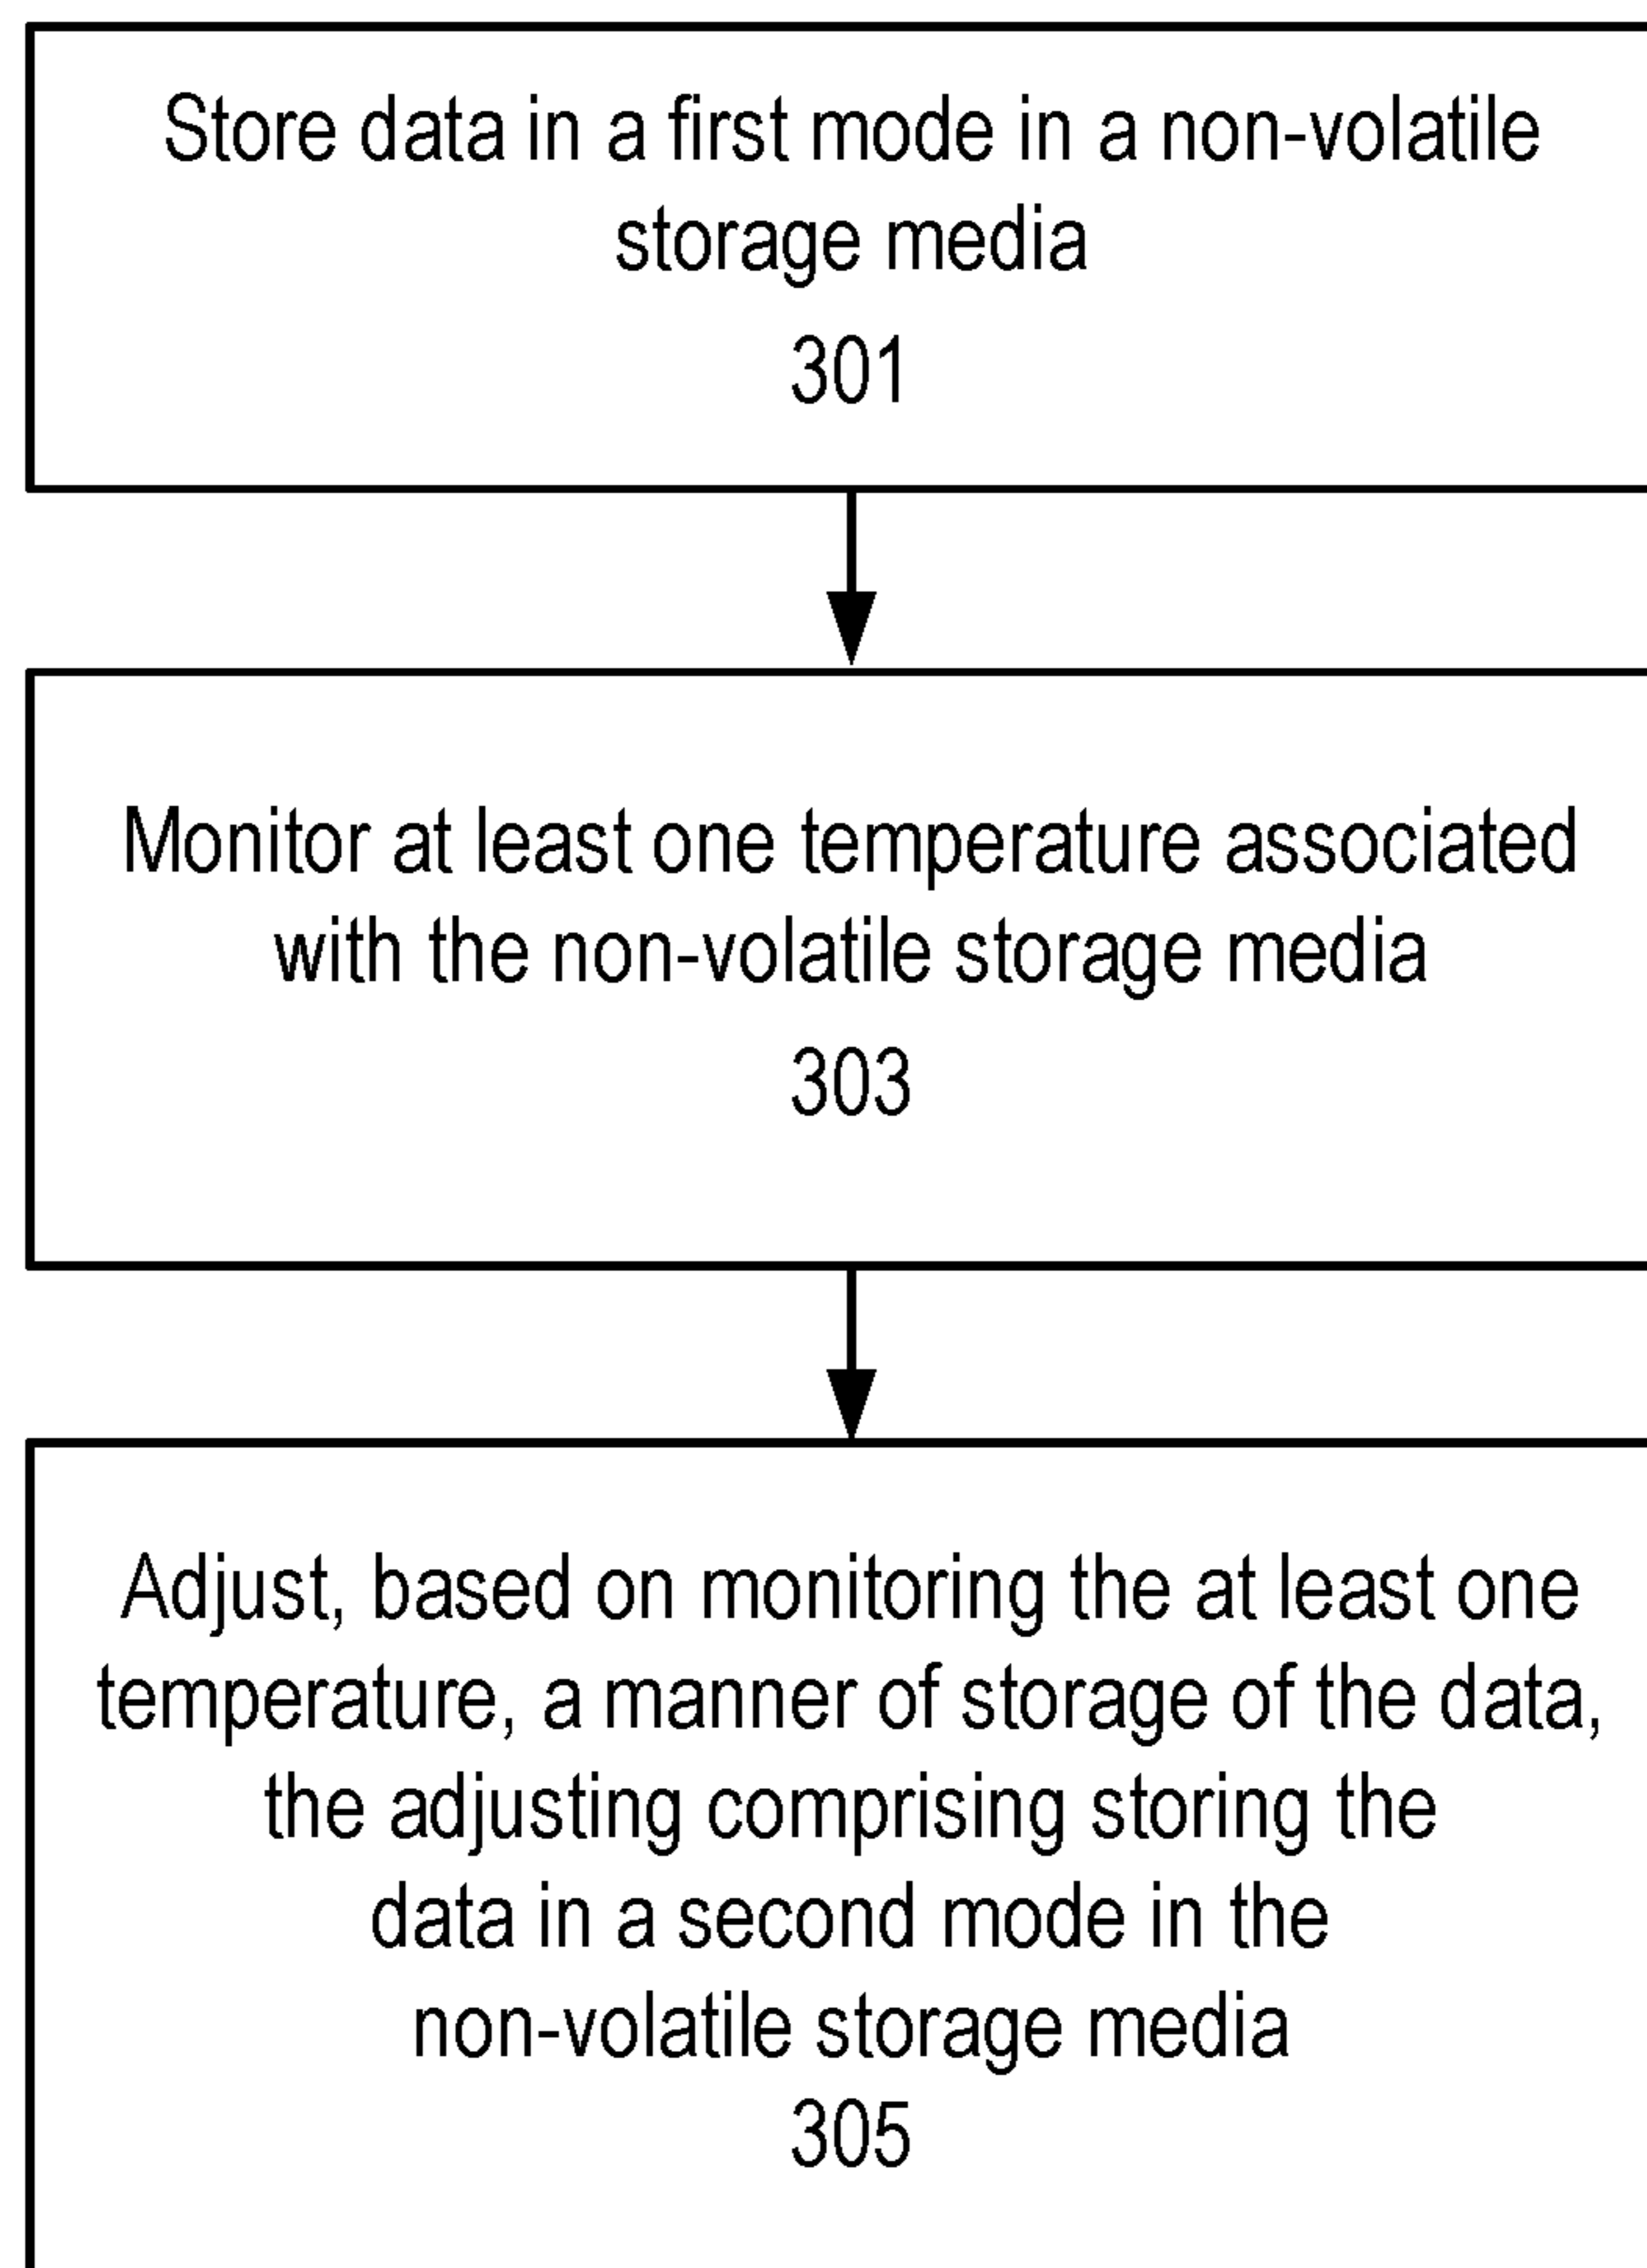 Store data in a first mode in a non-volatile
storage media
301
Monitor at least one temperature associated
with the non-volatile storage media
303
Adjust, based on monitoring the at least one
temperature, a manner of storage of the data,
the adjusting comprising storing the
data in a second mode in the
non-volatile storage media
305